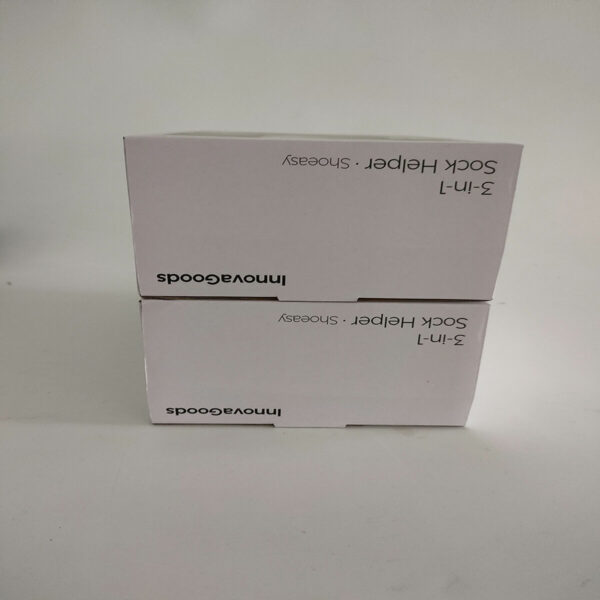 InnovaGoods
3-in-1
Sock Helper · Shoeasy
InnovaGoods
3-in-1
Sock Helper · Shoeasy